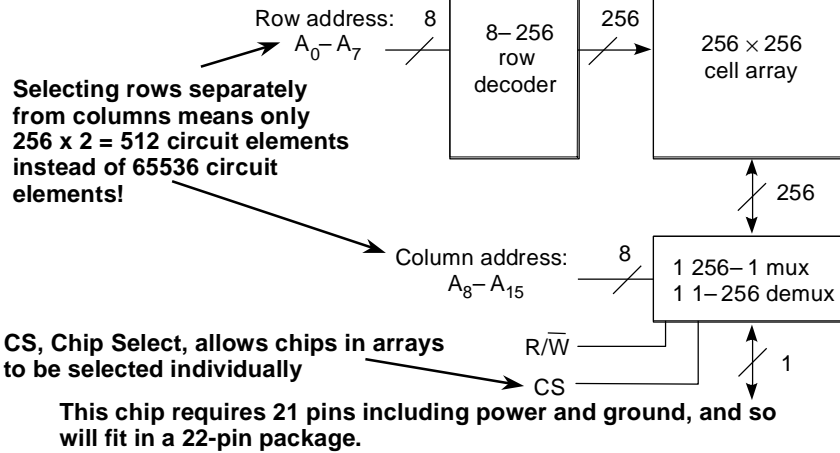 Row address:
A0–A7
8
8–256
row
decoder
256
256 × 256
cell array
Selecting rows separately
from columns means only
256 x 2 = 512 circuit elements
instead of 65536 circuit
elements!
256
Column address:
A8–A15
8
1 256–1 mux
1 1–256 demux
CS, Chip Select, allows chips in arrays
to be selected individually
R/W̅
CS
1
This chip requires 21 pins including power and ground, and so
will fit in a 22-pin package.